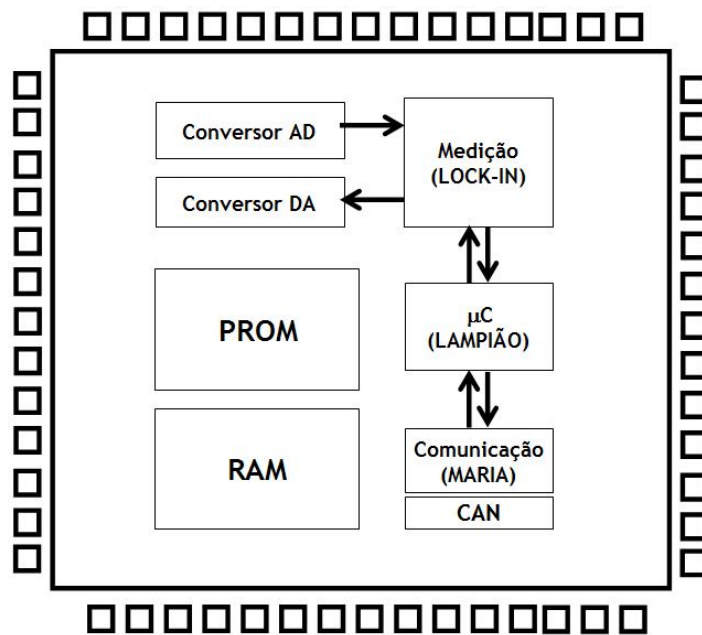 Conversor AD
Conversor DA
Medição
(LOCK-IN)
PROM
μC
(LAMPIÃO)
RAM
Comunicação
(MARIA)
CAN